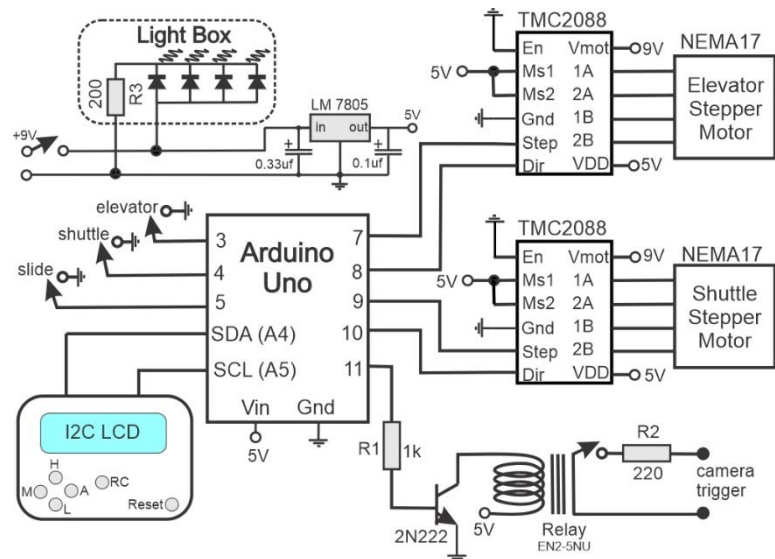 Light Box
200
R3
+9V
LM 7805
in
out
5V
+
0.33uf
+
0.1uf
TMC2088
En
Vmot
9V
5V
Ms1
1A
Ms2
2A
Gnd
1B
Step
2B
Dir
VDD
5V
NEMA17
Elevator
Stepper
Motor
elevator
shuttle
slide
Arduino
Uno
3
4
5
SDA (A4)
SCL (A5)
7
8
9
10
11
Vin
Gnd
5V
TMC2088
En
Vmot
9V
5V
Ms1
1A
Ms2
2A
Gnd
1B
Step
2B
Dir
VDD
5V
NEMA17
Shuttle
Stepper
Motor
I2C LCD
H
M
A
L
RC
Reset
R1
1k
2N222
5V
Relay
EN2-5NU
R2
220
camera
trigger